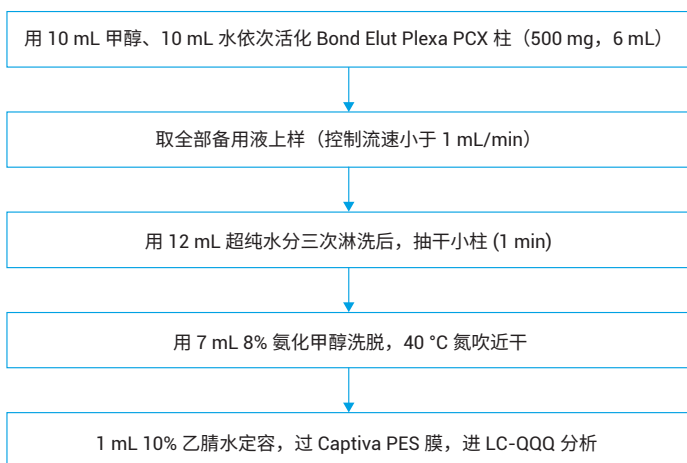 用 10 mL 甲醇、10 mL 水依次活化 Bond Elut Plexa PCX 柱（500 mg，6 mL）
取全部备用液上样（控制流速小于 1 mL/min）
用 12 mL 超纯水分三次淋洗后，抽干小柱 (1 min)
用 7 mL 8% 氨化甲醇洗脱，40 °C 氮吹近干
1 mL 10% 乙腈水定容，过 Captiva PES 膜，进 LC-QQQ 分析